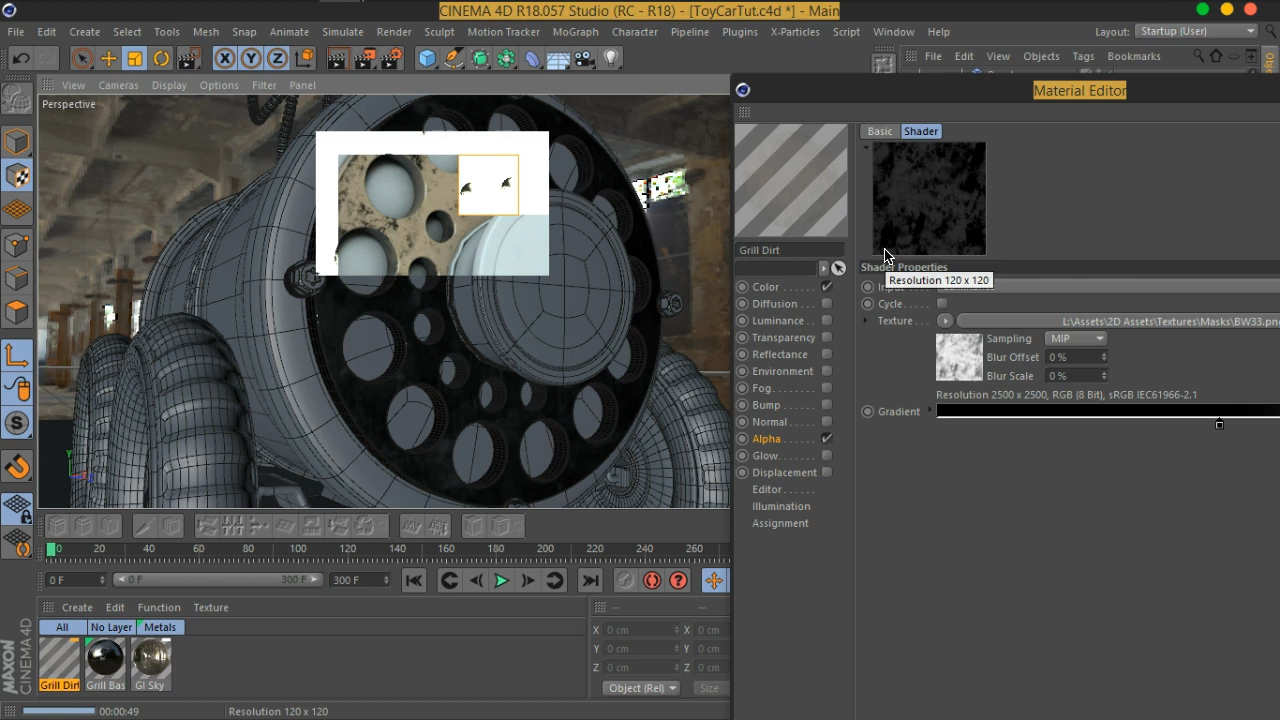 CINEMA 4D R18.057 Studio (RC - R18) - [ToyCarTut.c4d *] - Main
File Edit Create Select Tools Mesh Snap Animate Simulate Render Sculpt Motion Tracker MoGraph Character Pipeline Plugins X-Particles Script Window Help Layout: Startup (User)
X Y Z File Edit View Objects Tags Bookmarks
View Cameras Display Options Filter Panel
Perspective
Material Editor
Basic Shader
Grill Dirt
Shader Properties
Resolution 120 x 120
Color
Diffusion
Luminance
Transparency
Reflectance
Environment
Fog
Bump
Normal
Alpha
Glow
Displacement
Editor
Illumination
Assignment
Cycle
Texture L:\Assets\2D Assets\Textures\Masks\BW33.pn
Sampling MIP
Blur Offset 0 %
Blur Scale 0 %
Resolution 2500 x 2500, RGB (8 Bit), sRGB IEC61966-2.1
Gradient
0 20 40 60 80 100 120 140 160 180 200 220 240 260
0 F 0 F 300 F 300 F
Create Edit Function Texture
All No Layer Metals
Grill Dirt Grill Bas GI Sky
-- --
X 0 cm X 0 cm
Y 0 cm Y 0 cm
Z 0 cm Z 0 cm
Object (Rel) Size
MAXON
CINEMA 4D
00:00:49 Resolution 120 x 120